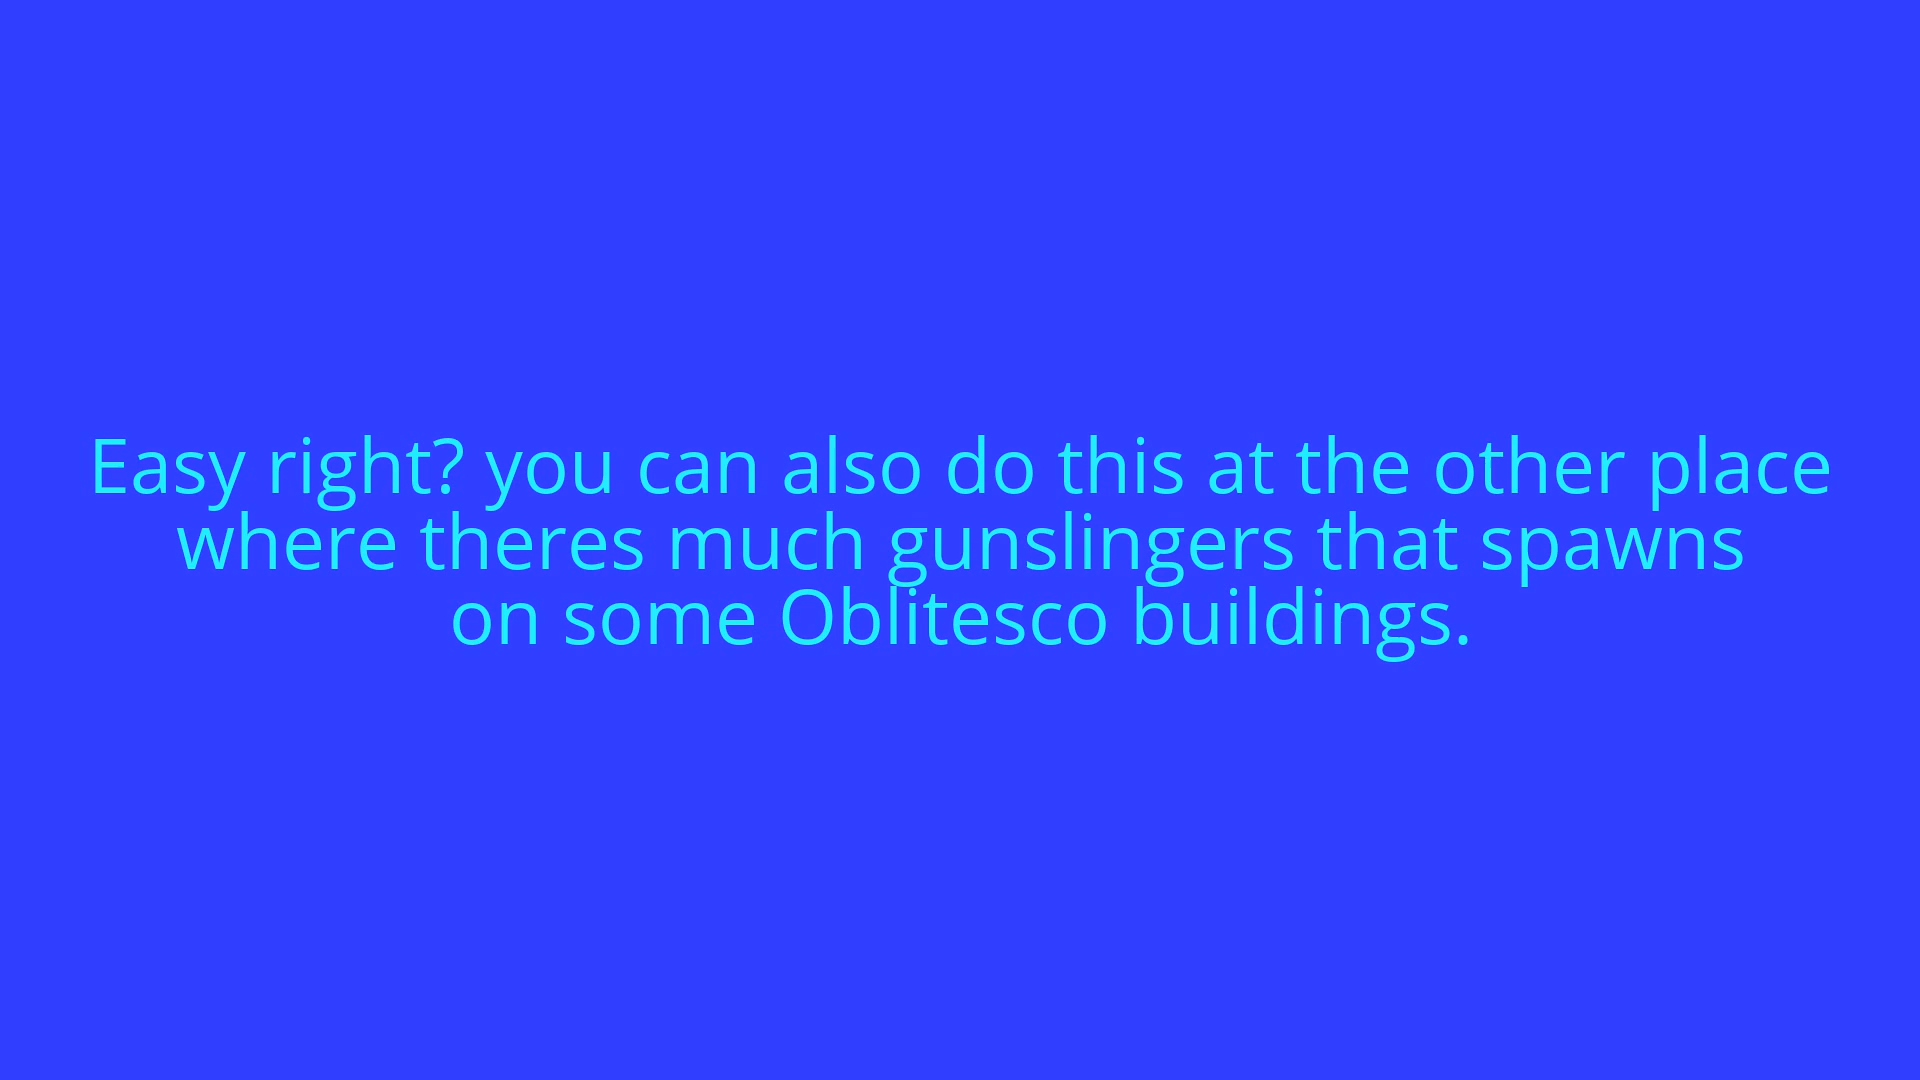 Easy right? you can also do this at the other place
where theres much gunslingers that spawns
on some Oblitesco buildings.